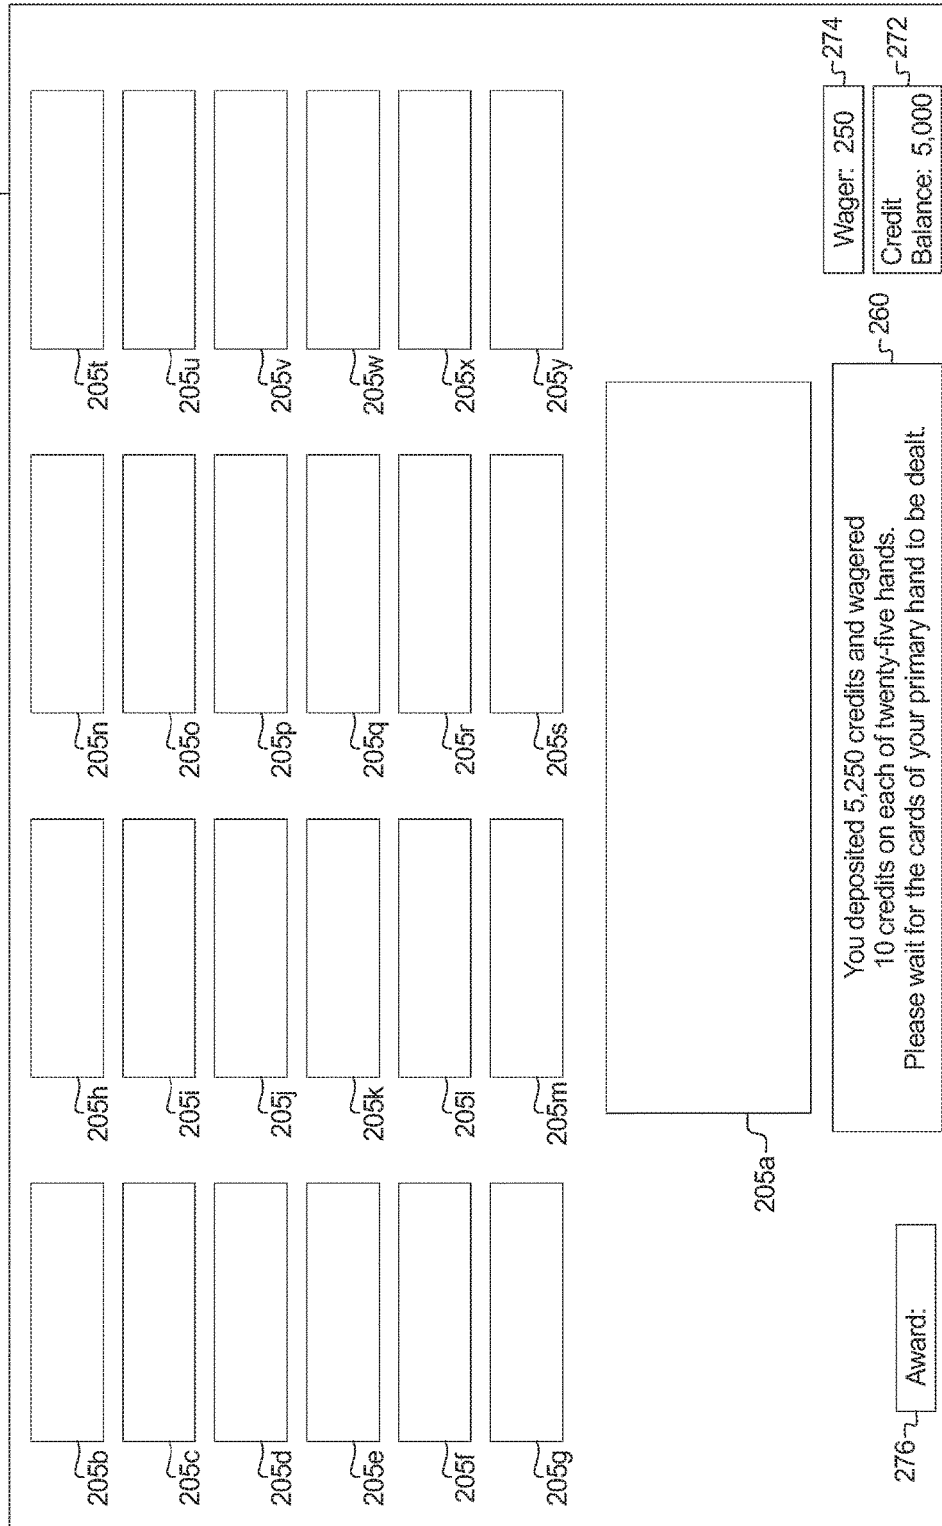 205b
205h
205n
205t
205c
205i
205o
205u
205d
205j
205p
205v
205e
205k
205q
205w
205f
205l
205r
205x
205g
205m
205s
205y
205a
276
Award:
You deposited 5,250 credits and wagered
10 credits on each of twenty-five hands.
Please wait for the cards of your primary hand to be dealt.
260
Wager: 250
274
Credit
Balance: 5,000
272